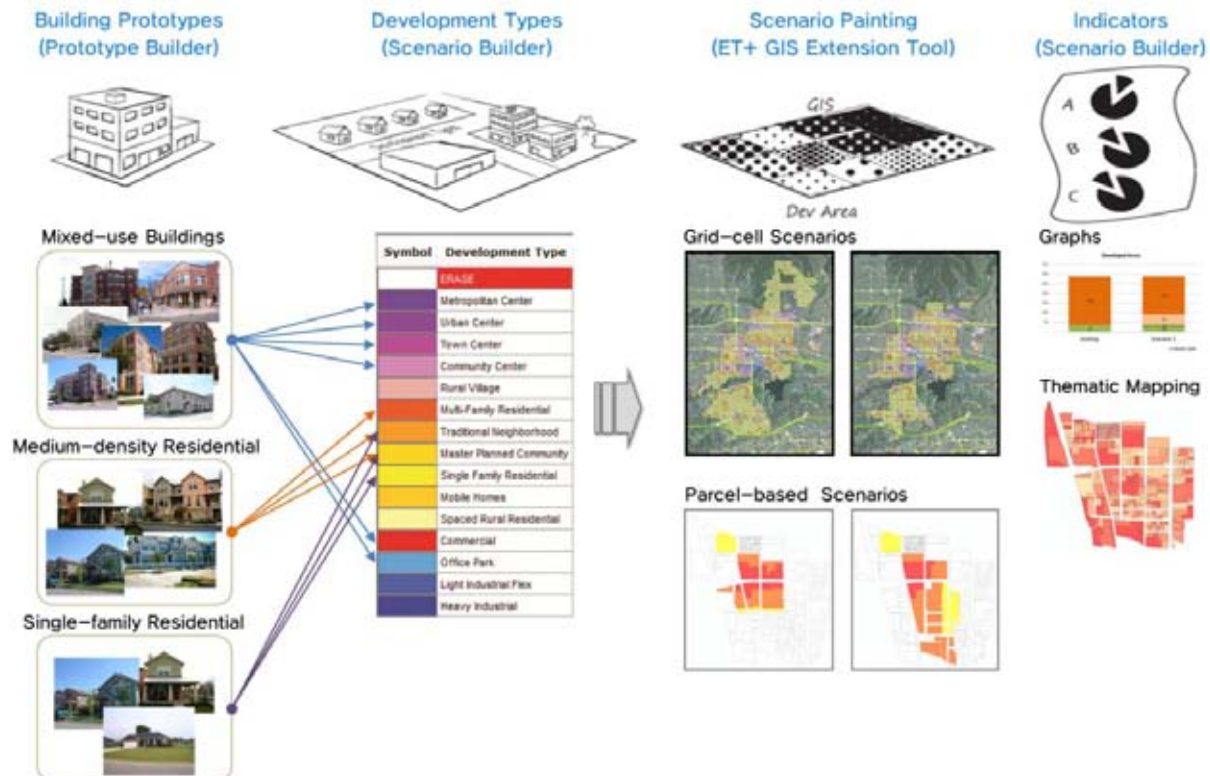 Building Prototypes
(Prototype Builder)
Development Types
(Scenario Builder)
Scenario Painting
(ET+ GIS Extension Tool)
Indicators
(Scenario Builder)
GIS
Dev Area
A
B
C
Mixed-use Buildings
Medium-density Residential
Single-family Residential
Symbol Development Type
ERASE
Metropolitan Center
Urban Center
Town Center
Community Center
Rural Village
Multi-Family Residential
Traditional Neighborhood
Master Planned Community
Single Family Residential
Mobile Homes
Spaced Rural Residential
Commercial
Office Park
Light Industrial Flex
Heavy Industrial
Grid-cell Scenarios
Parcel-based Scenarios
Graphs
Thematic Mapping